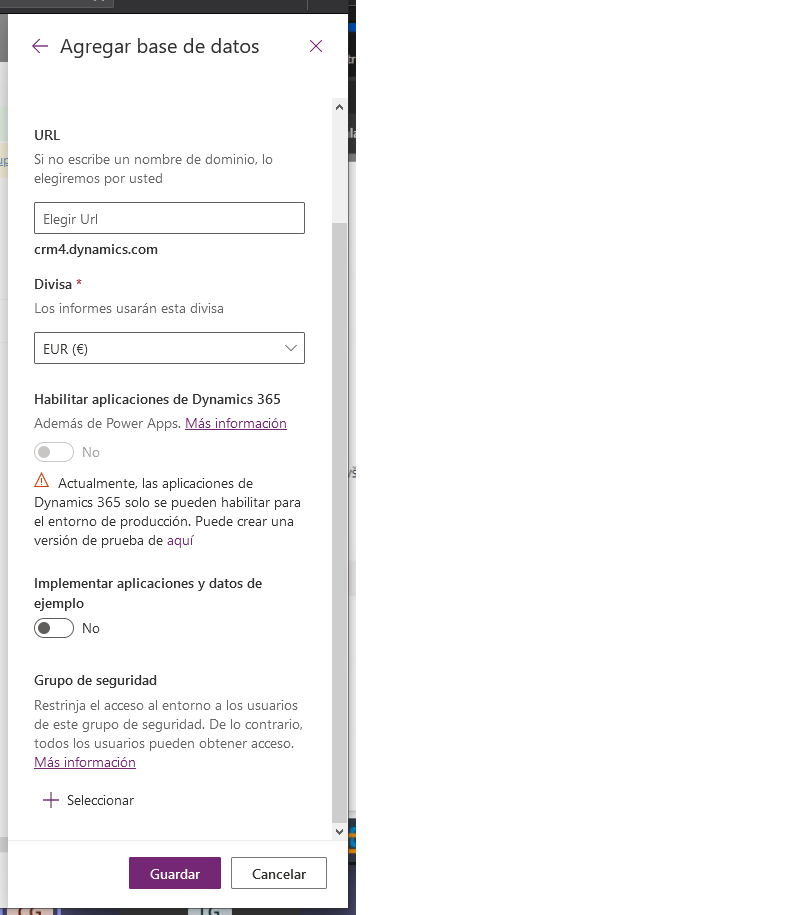 Agregar base de datos
URL
Si no escribe un nombre de dominio, lo
elegiremos por usted
Elegir Url
crm4.dynamics.com
Divisa *
Los informes usarán esta divisa
EUR (€)
Habilitar aplicaciones de Dynamics 365
Además de Power Apps. Más información
No
Actualmente, las aplicaciones de
Dynamics 365 solo se pueden habilitar para
el entorno de producción. Puede crear una
versión de prueba de aquí
Implementar aplicaciones y datos de
ejemplo
No
Grupo de seguridad
Restrinja el acceso al entorno a los usuarios
de este grupo de seguridad. De lo contrario,
todos los usuarios pueden obtener acceso.
Más información
Seleccionar
Guardar
Cancelar